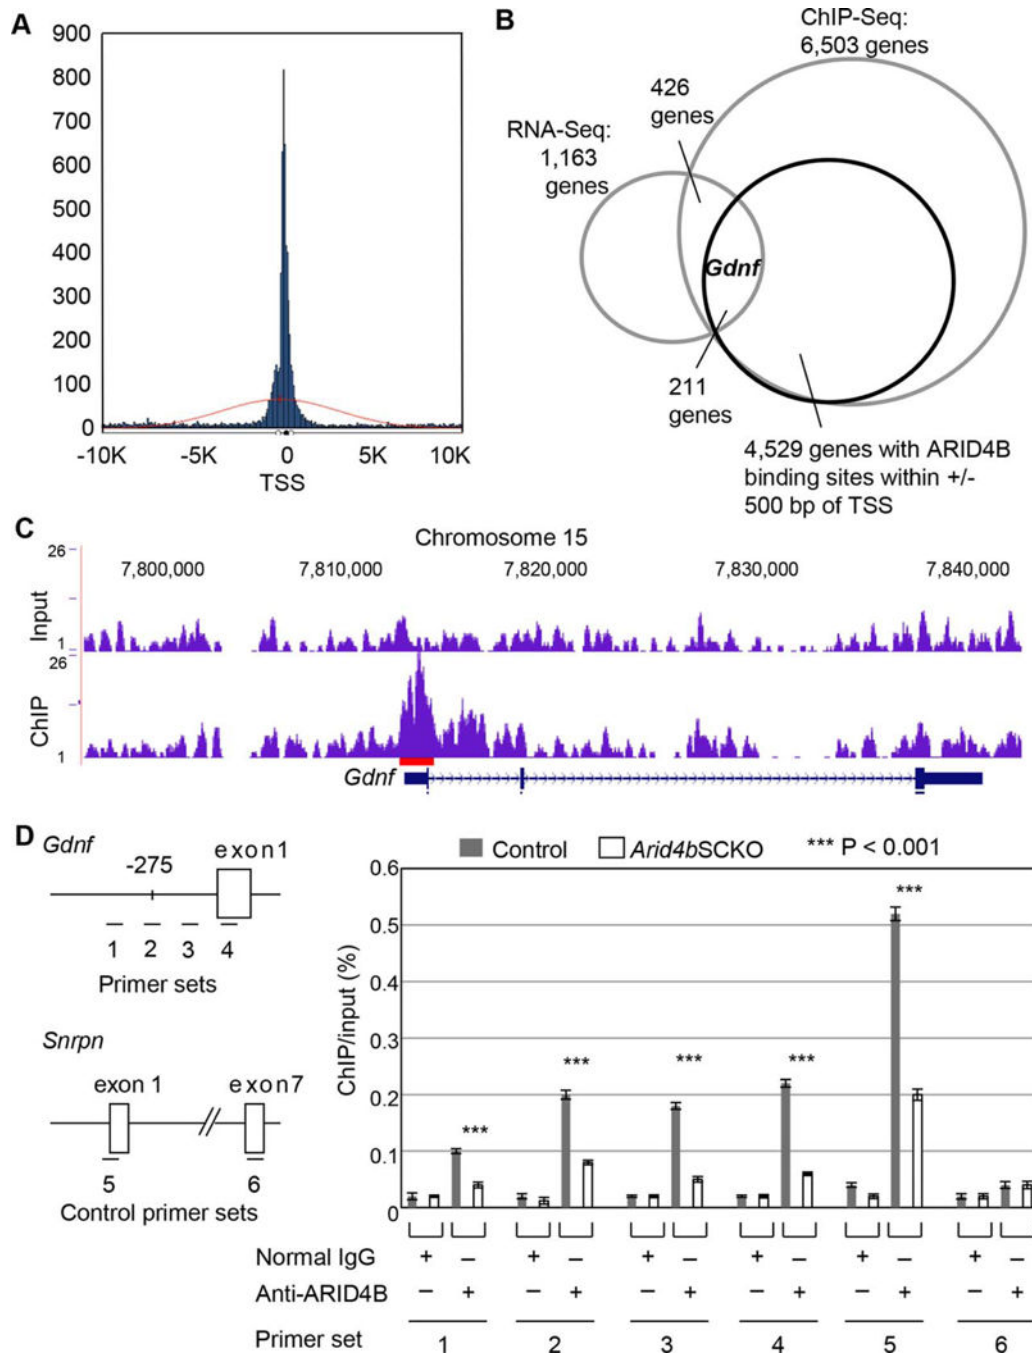 A
900
800
700
600
500
400
300
200
100
0
-10K -5K 0 5K 10K
TSS
B
ChIP-Seq:
6,503 genes
426
genes
RNA-Seq:
1,163
genes
Gdnf
211
genes
4,529 genes with ARID4B
binding sites within +/-
500 bp of TSS
C
Chromosome 15
7,800,000 7,810,000 7,820,000 7,830,000 7,840,000
26
Input
1
26
ChIP
1
Gdnf
D
Gdnf
-275
exon1
1 2 3 4
Primer sets
Snrpn
exon 1 exon7
5 6
Control primer sets
Control Arid4bSCKO *** P < 0.001
ChIP/input (%)
0.6
0.5
0.4
0.3
0.2
0.1
0
*** *** *** *** ***
Normal IgG + − + − + − + − + − + −
Anti-ARID4B − + − + − + − + − + − +
Primer set 1 2 3 4 5 6